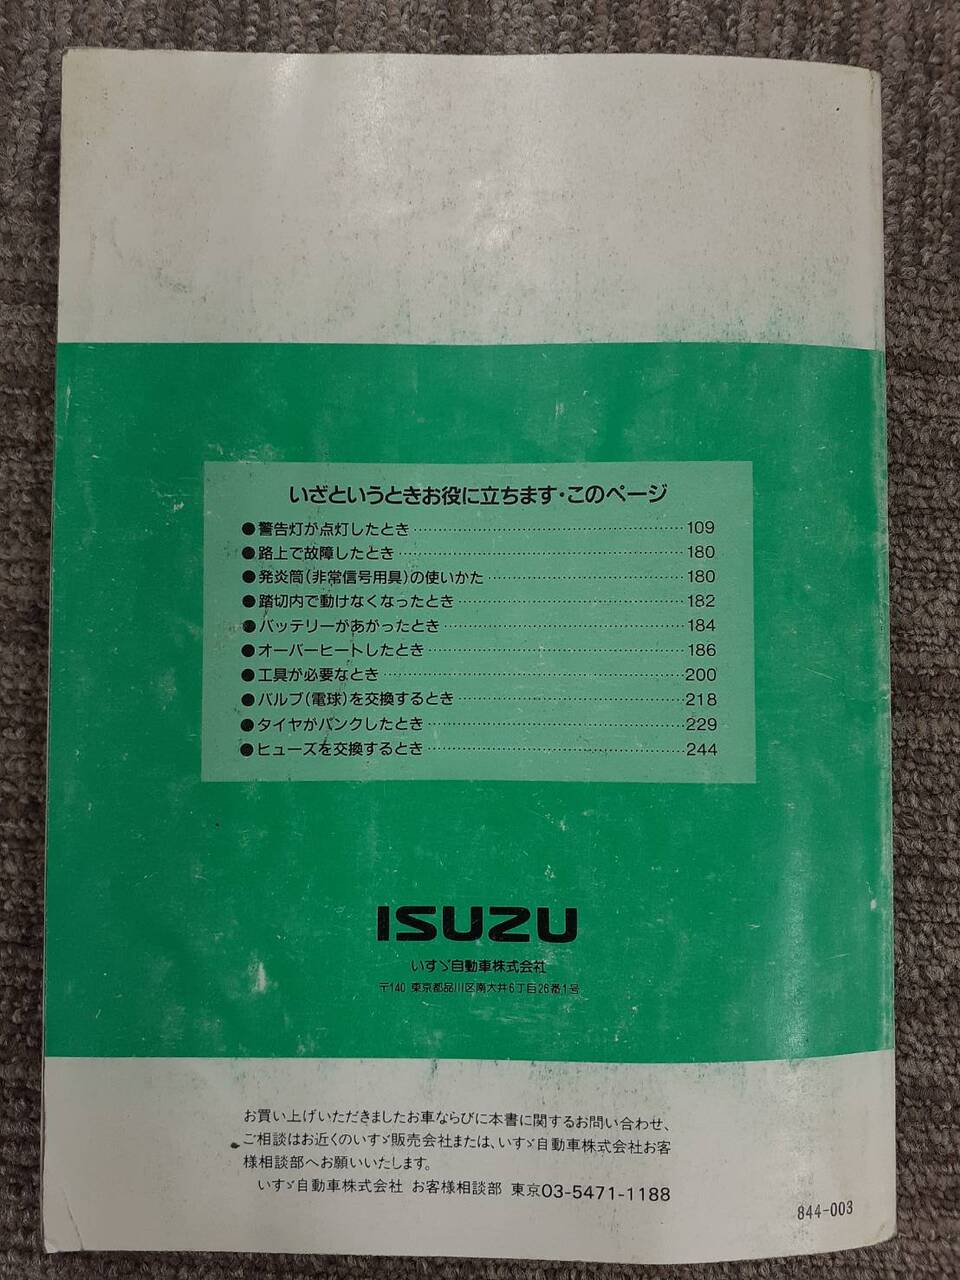 いざというときお役に立ちます・このページ
●警告灯が点灯したとき……………………………109
●路上で故障したとき……………………………180
●発炎筒(非常信号用具)の使いかた……………………180
●踏切内で動けなくなったとき……………………182
●バッテリーがあがったとき……………………184
●オーバーヒートしたとき……………………186
●工具が必要なとき……………………………200
●バルブ(電球)を交換するとき……………………218
●タイヤがパンクしたとき……………………229
●ヒューズを交換するとき……………………244
ISUZU
いすゞ自動車株式会社
〒140 東京都品川区南大井6丁目26番1号
お買い上げいただきましたお車ならびに本書に関するお問い合わせ、
ご相談はお近くのいすゞ販売会社または、いすゞ自動車株式会社お客
様相談部へお願いいたします。
いすゞ自動車株式会社 お客様相談部 東京03-5471-1188
844-003